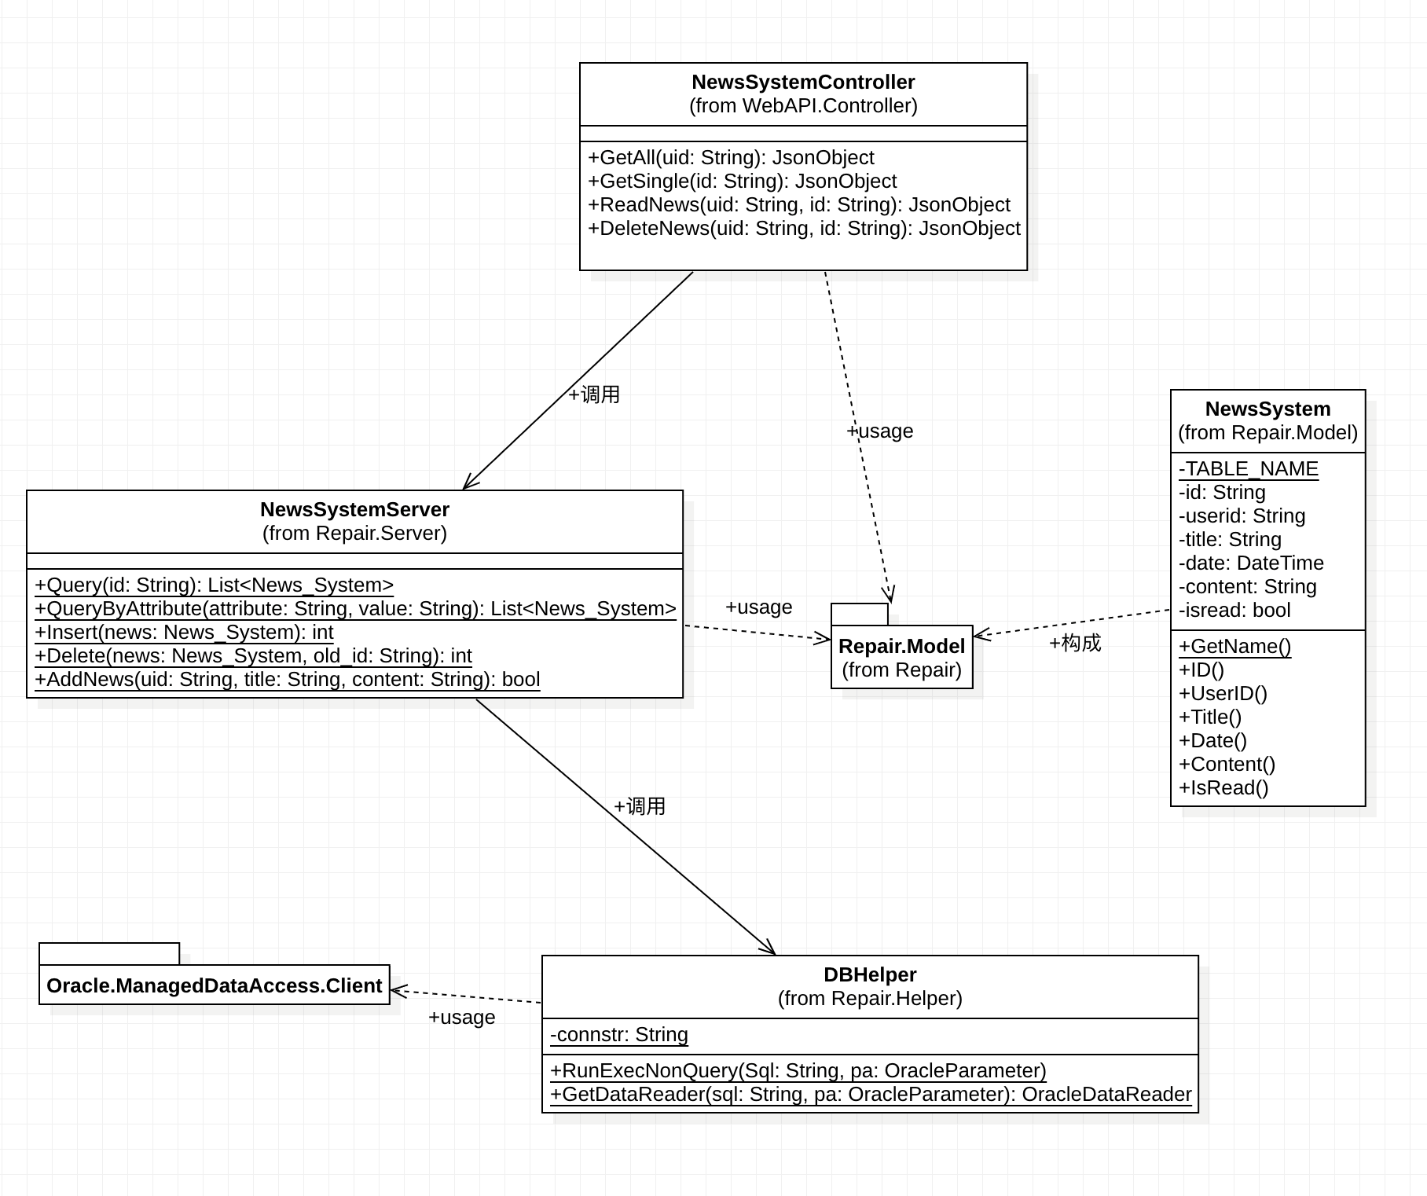 NewsSystemController
(from WebAPI.Controller)
+GetAll(uid: String): JsonObject
+GetSingle(id: String): JsonObject
+ReadNews(uid: String, id: String): JsonObject
+DeleteNews(uid: String, id: String): JsonObject
+调用
+usage
NewsSystem
(from Repair.Model)
-TABLE_NAME
-id: String
-userid: String
-title: String
-date: DateTime
-content: String
-isread: bool
+GetName()
+ID()
+UserID()
+Title()
+Date()
+Content()
+IsRead()
NewsSystemServer
(from Repair.Server)
+Query(id: String): List<News_System>
+QueryByAttribute(attribute: String, value: String): List<News_System>
+Insert(news: News_System): int
+Delete(news: News_System, old_id: String): int
+AddNews(uid: String, title: String, content: String): bool
+usage
Repair.Model
(from Repair)
+构成
+调用
Oracle.ManagedDataAccess.Client
+usage
DBHelper
(from Repair.Helper)
-connstr: String
+RunExecNonQuery(Sql: String, pa: OracleParameter)
+GetDataReader(sql: String, pa: OracleParameter): OracleDataReader